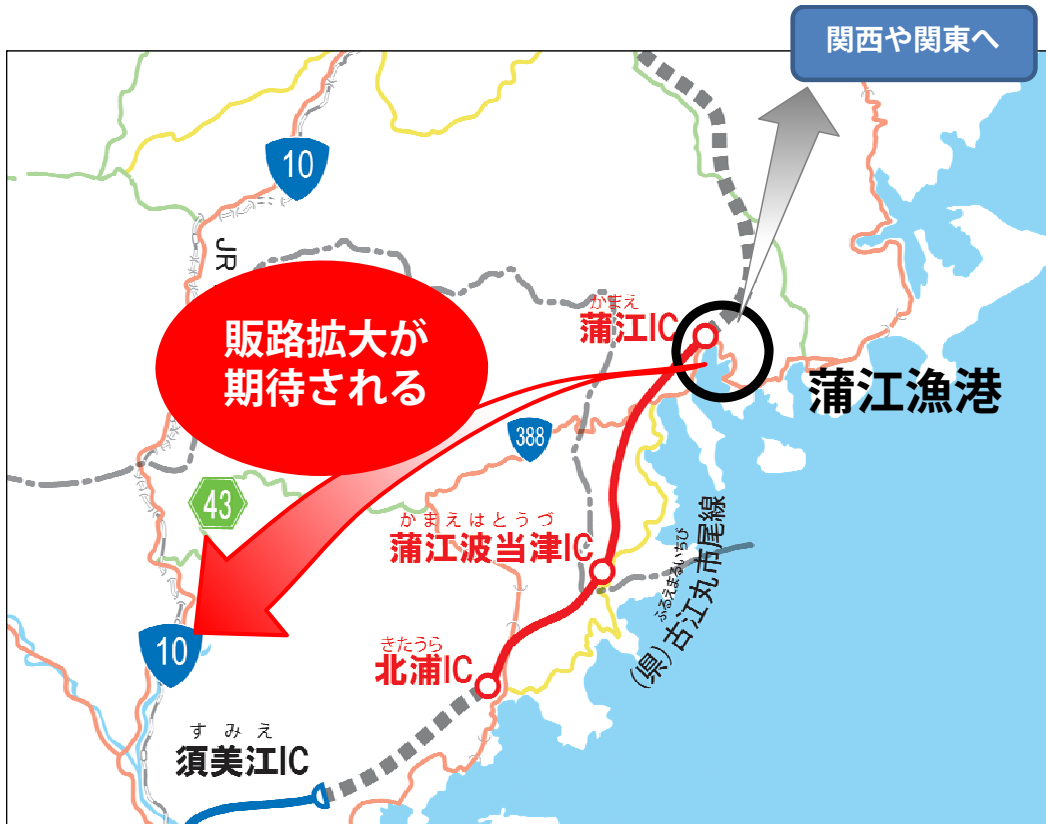 関西や関東へ
10
JR
販路拡大が
期待される
かまえ
蒲江IC
蒲江漁港
388
43
かまえはとうづ
蒲江波当津IC
ふるえまるいちび
(県)古江丸市尾線
10
きたうら
北浦IC
すみえ
須美江IC